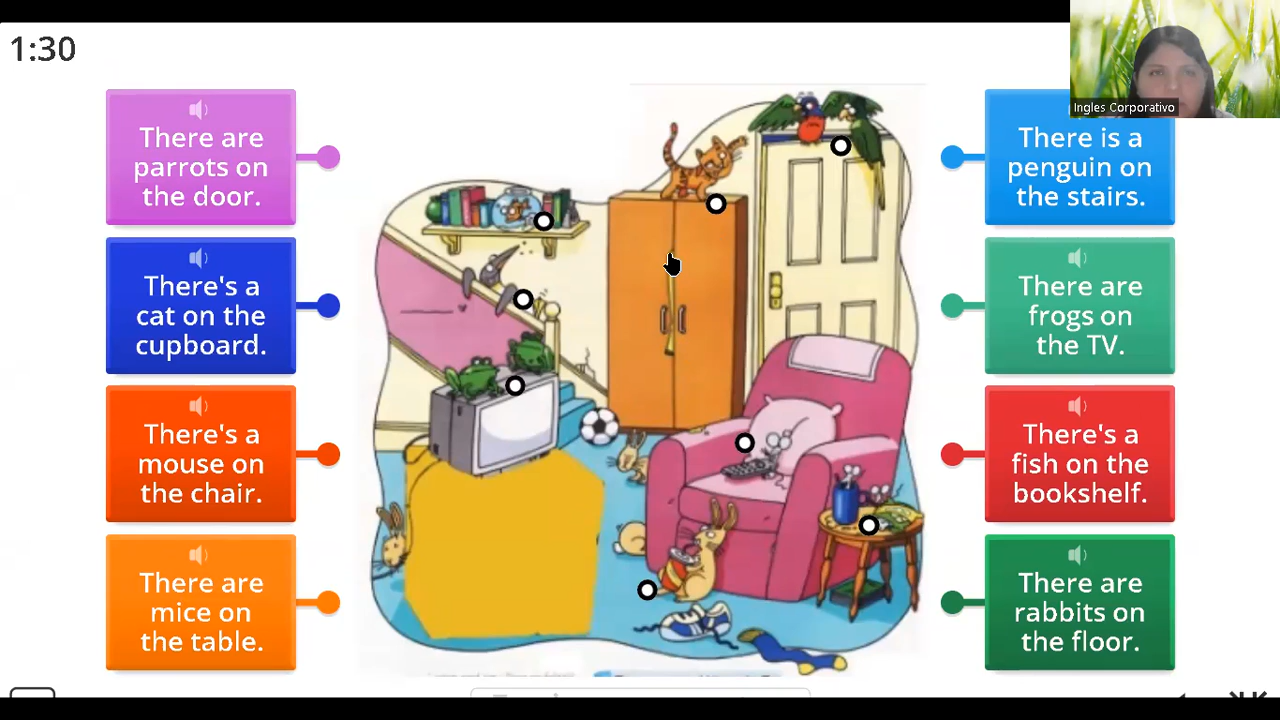 1:30
There are
parrots on
the door.
There's a
cat on the
cupboard.
There's a
mouse on
the chair.
There are
mice on
the table.
Ingles Corporativo
There is a
penguin on
the stairs.
There are
frogs on
the TV.
There's a
fish on the
bookshelf.
There are
rabbits on
the floor.